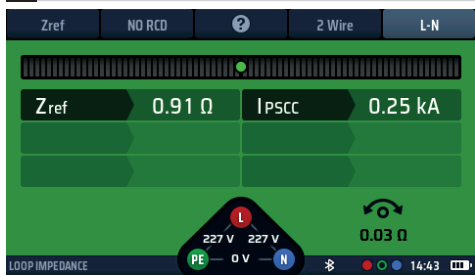 Zref NO RCD ? 2 Wire L-N
Zref 0.91 Ω IPSCC 0.25 kA
L
227 V 227 V
0.03 Ω
PE 0 V N
LOOP IMPEDANCE 14:43